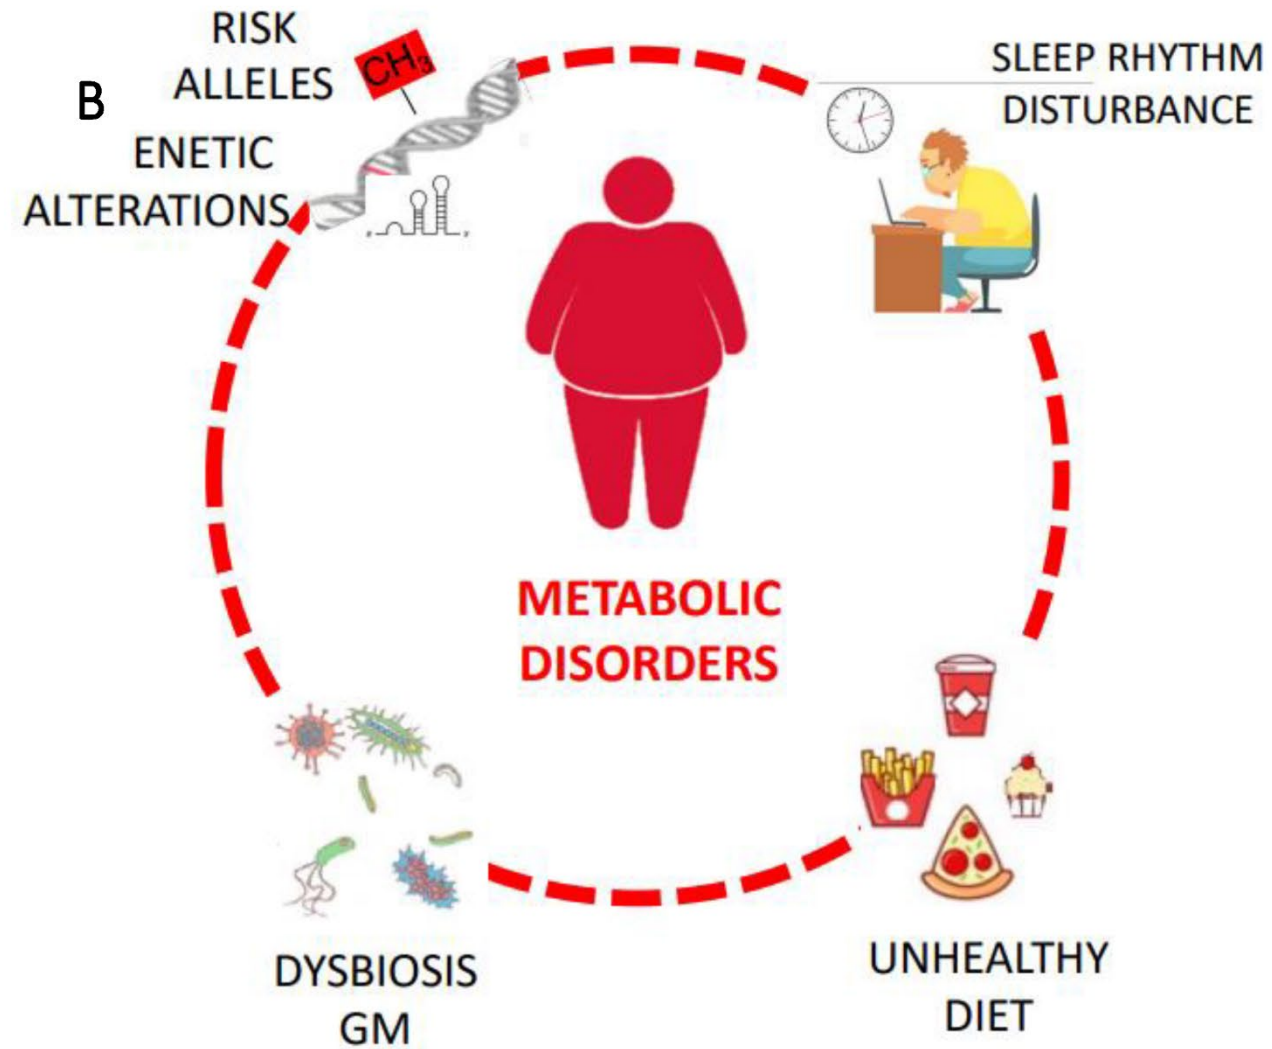 B
RISK
ALLELES
ENETIC
ALTERATIONS
CH3
SLEEP RHYTHM
DISTURBANCE
METABOLIC
DISORDERS
DYSBIOSIS
GM
UNHEALTHY
DIET